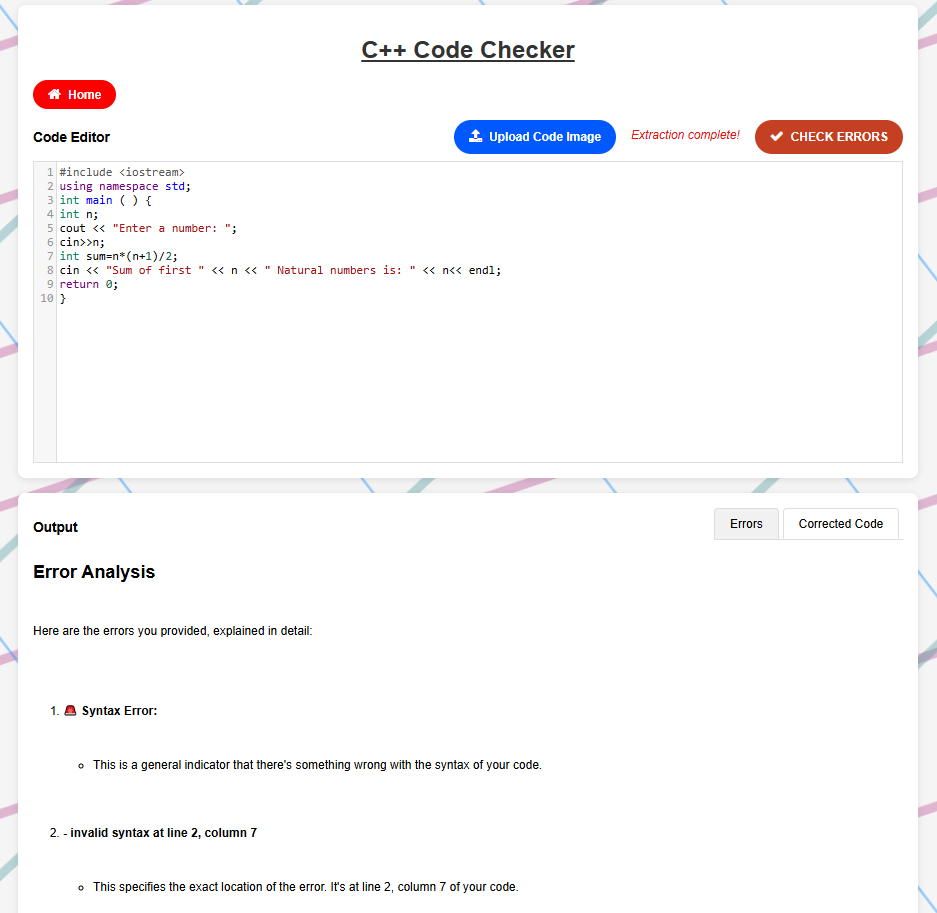 C++ Code Checker
Home
Code Editor
Upload Code Image
Extraction complete!
CHECK ERRORS
1 #include <iostream>
2 using namespace std;
3 int main ( ) {
4 int n;
5 cout << "Enter a number: ";
6 cin>>n;
7 int sum=n*(n+1)/2;
8 cin << "Sum of first " << n << " Natural numbers is: " << n<< endl;
9 return 0;
10 }
Output
Errors
Corrected Code
Error Analysis
Here are the errors you provided, explained in detail:
1. 🚨 Syntax Error:
○ This is a general indicator that there's something wrong with the syntax of your code.
2. - invalid syntax at line 2, column 7
○ This specifies the exact location of the error. It's at line 2, column 7 of your code.